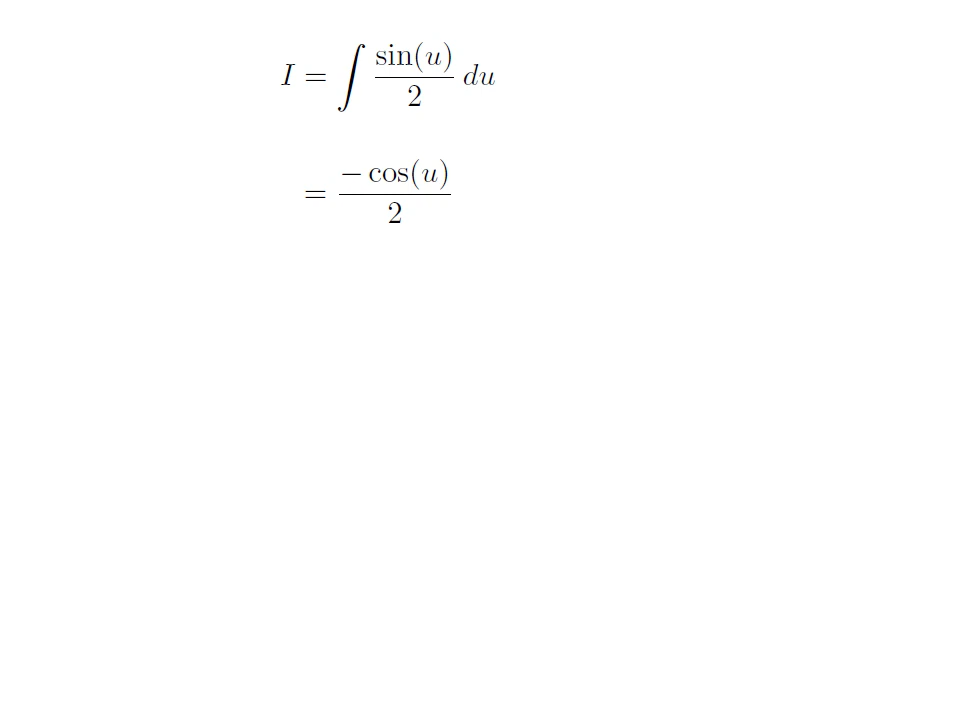 I = ∫ sin(u)/2 du
= − cos(u)/2